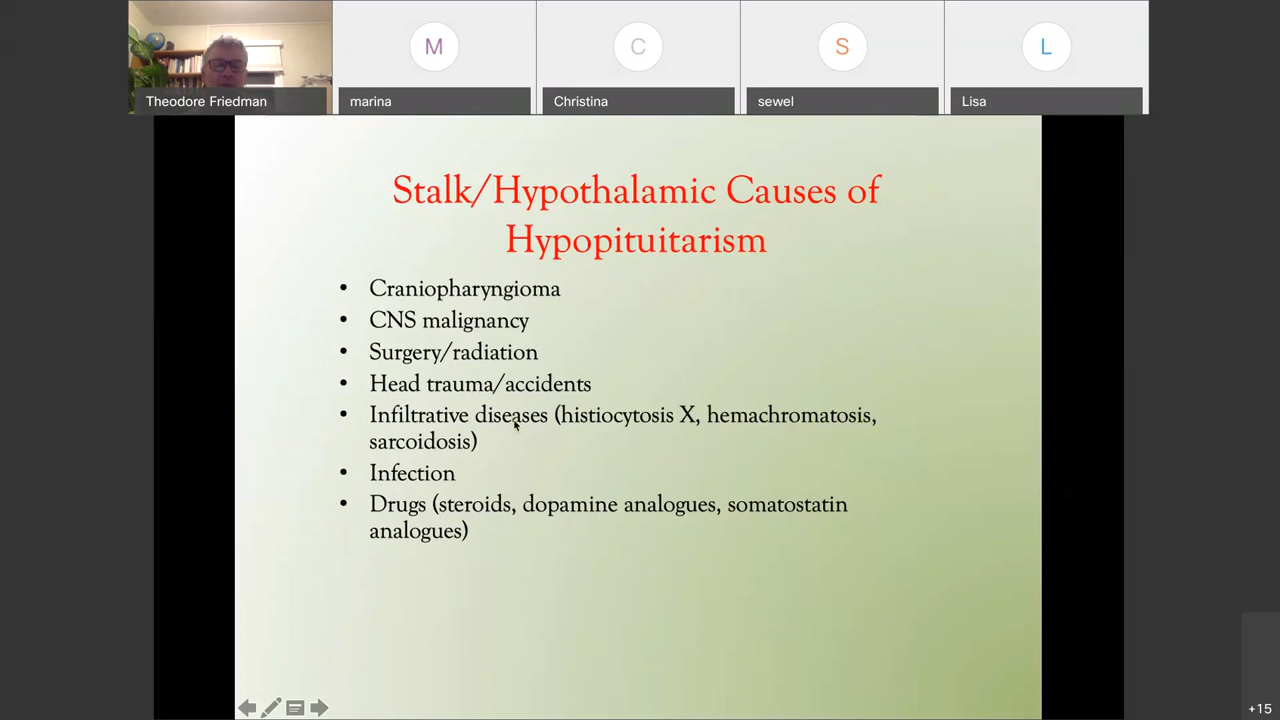 Theodore Friedman
M
marina
C
Christina
S
sewel
L
Lisa
Stalk/Hypothalamic Causes of
Hypopituitarism
• Craniopharyngioma
• CNS malignancy
• Surgery/radiation
• Head trauma/accidents
• Infiltrative diseases (histiocytosis X, hemachromatosis,
sarcoidosis)
• Infection
• Drugs (steroids, dopamine analogues, somatostatin
analogues)
+15